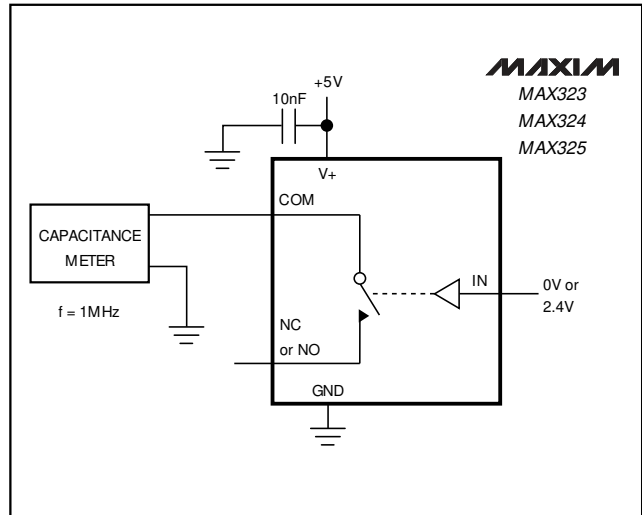 MAXIM
MAX323
MAX324
MAX325
+5V
10nF
V+
COM
CAPACITANCE
METER
f = 1MHz
IN
0V or
2.4V
NC
or NO
GND